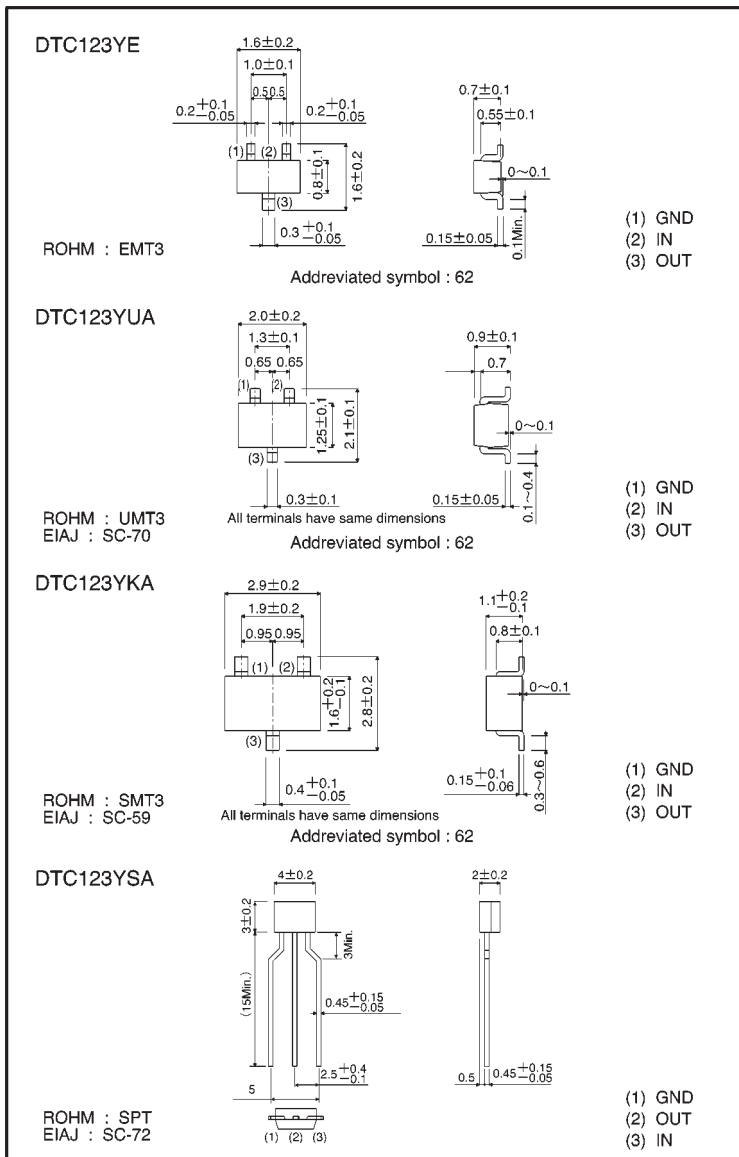 DTC123YE
1.6±0.2
1.0±0.1
0.5 0.5
0.2+0.1 −0.05
0.2+0.1 −0.05
(1) (2)
(3)
0.8±0.1
1.6±0.2
0.3+0.1 −0.05
0.7±0.1
0.55±0.1
0~0.1
0.15±0.05
0.1Min.
ROHM : EMT3
Addreviated symbol : 62
(1) GND
(2) IN
(3) OUT
DTC123YUA
2.0±0.2
1.3±0.1
0.65 0.65
(1) (2)
(3)
1.25±0.1
2.1±0.1
0.3±0.1
0.9±0.1
0.7
0~0.1
0.15±0.05
0.1~0.4
All terminals have same dimensions
ROHM : UMT3
EIAJ : SC-70
Addreviated symbol : 62
(1) GND
(2) IN
(3) OUT
DTC123YKA
2.9±0.2
1.9±0.2
0.95 0.95
(1) (2)
(3)
1.6+0.2 −0.1
2.8±0.2
0.4+0.1 −0.05
1.1+0.2 −0.1
0.8±0.1
0~0.1
0.15+0.1 −0.06
0.3~0.6
All terminals have same dimensions
ROHM : SMT3
EIAJ : SC-59
Addreviated symbol : 62
(1) GND
(2) IN
(3) OUT
DTC123YSA
4±0.2
2±0.2
3±0.2
3Min.
(15Min.)
0.45+0.15 −0.05
2.5+0.4 −0.1
5
0.5
0.45+0.15 −0.05
(1) (2) (3)
ROHM : SPT
EIAJ : SC-72
(1) GND
(2) OUT
(3) IN